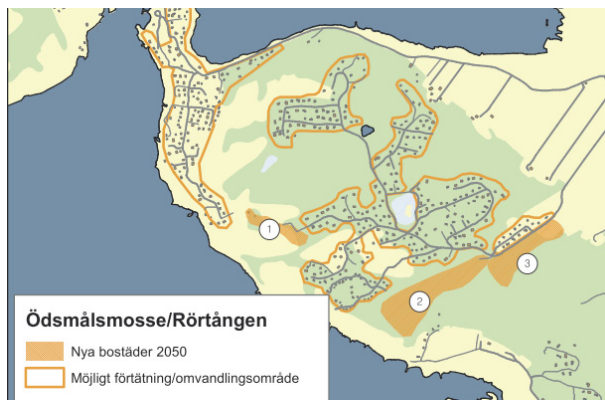 1
3
2
Ödsmålsmosse/Rörtången
Nya bostäder 2050
Möjligt förtätning/omvandlingsområde